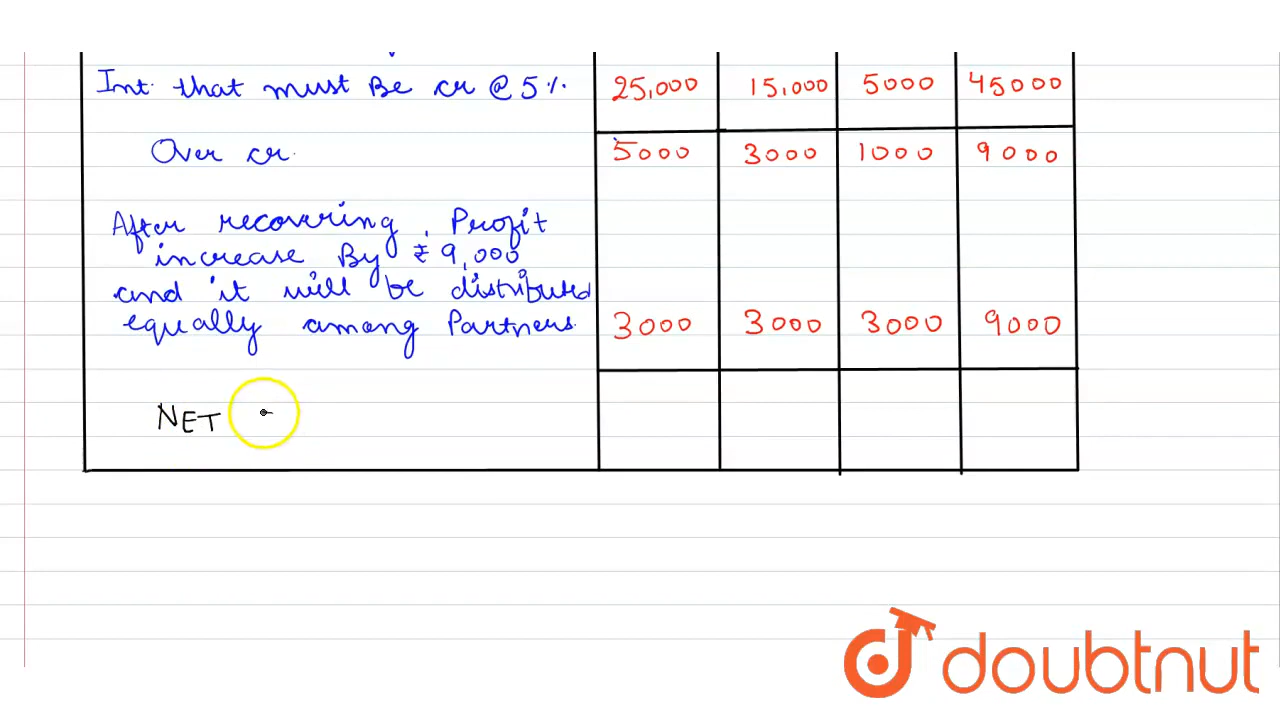 Int. that must Be cr @ 5%. 25,000 15,000 5000 45000
Over cr. 5000 3000 1000 9000
After recovering, Profit
increase By ₹ 9,000
and it will be distributed
equally among Partners. 3000 3000 3000 9000
NET
doubtnut